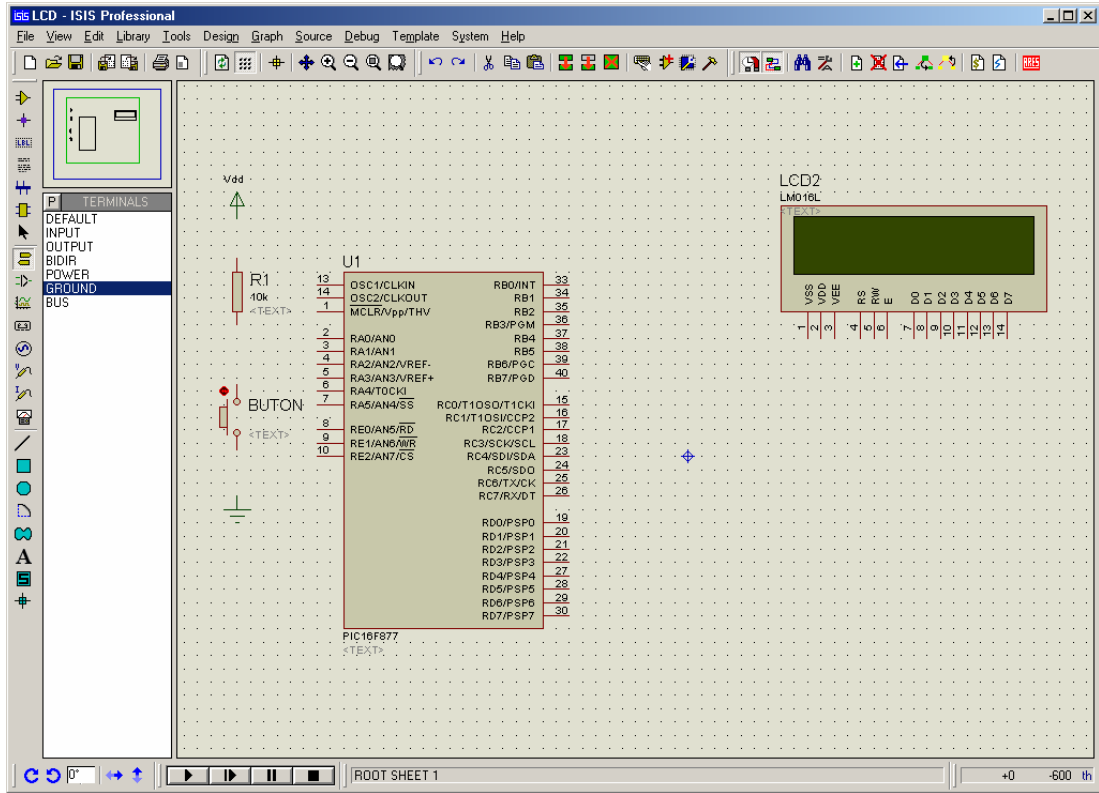 isis LCD - ISIS Professional
File View Edit Library Tools Design Graph Source Debug Template System Help
LBL
A
S
P TERMINALS
DEFAULT
INPUT
OUTPUT
BIDIR
POWER
GROUND
BUS
Vdd
R1
10k
<TEXT>
BUTON
<TEXT>
U1
13 OSC1/CLKIN RB0/INT 33
14 OSC2/CLKOUT RB1 34
1 MCLR/Vpp/THV RB2 35
RB3/PGM 36
2 RA0/AN0 RB4 37
3 RA1/AN1 RB5 38
4 RA2/AN2/VREF- RB6/PGC 39
5 RA3/AN3/VREF+ RB7/PGD 40
6 RA4/T0CKI
7 RA5/AN4/SS RC0/T1OSO/T1CKI 15
RC1/T1OSI/CCP2 16
8 RE0/AN5/RD RC2/CCP1 17
9 RE1/AN6/WR RC3/SCK/SCL 18
10 RE2/AN7/CS RC4/SDI/SDA 23
RC5/SDO 24
RC6/TX/CK 25
RC7/RX/DT 26
RD0/PSP0 19
RD1/PSP1 20
RD2/PSP2 21
RD3/PSP3 22
RD4/PSP4 27
RD5/PSP5 28
RD6/PSP6 29
RD7/PSP7 30
PIC16F877
<TEXT>
LCD2
LM016L
<TEXT>
VSS VDD VEE RS RW E D0 D1 D2 D3 D4 D5 D6 D7
1 2 3 4 5 6 7 8 9 10 11 12 13 14
0° ROOT SHEET 1 +0 -600 th